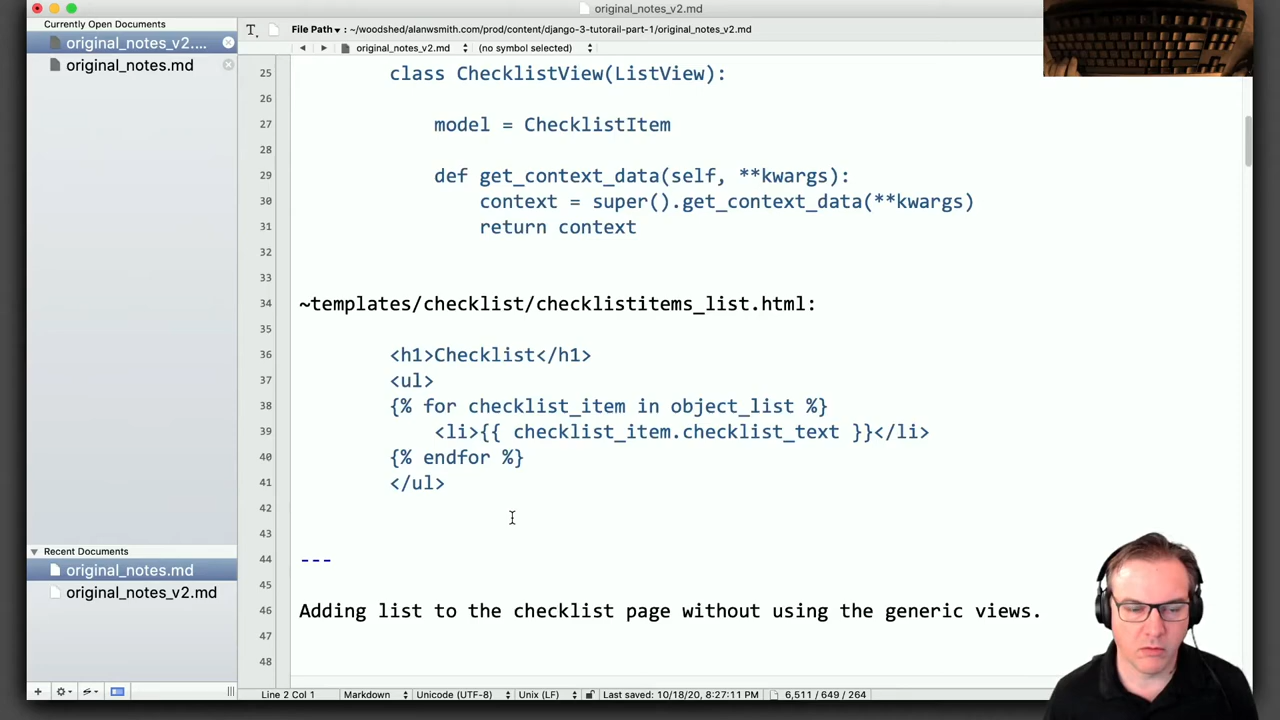 original_notes_v2.md
Currently Open Documents
original_notes_v2....
original_notes.md
File Path ▾ : ~/woodshed/alanwsmith/prod/content/django-3-tutorail-part-1/original_notes_v2.md
original_notes_v2.md
(no symbol selected)
25 class ChecklistView(ListView):
26
27 model = ChecklistItem
28
29 def get_context_data(self, **kwargs):
30 context = super().get_context_data(**kwargs)
31 return context
32
33
34 ~templates/checklist/checklistitems_list.html:
35
36 <h1>Checklist</h1>
37 <ul>
38 {% for checklist_item in object_list %}
39 <li>{{ checklist_item.checklist_text }}</li>
40 {% endfor %}
41 </ul>
42
43
44 ---
45
46 Adding list to the checklist page without using the generic views.
47
48
Recent Documents
original_notes.md
original_notes_v2.md
Line 2 Col 1
Markdown
Unicode (UTF-8)
Unix (LF)
Last saved: 10/18/20, 8:27:11 PM
6,511 / 649 / 264